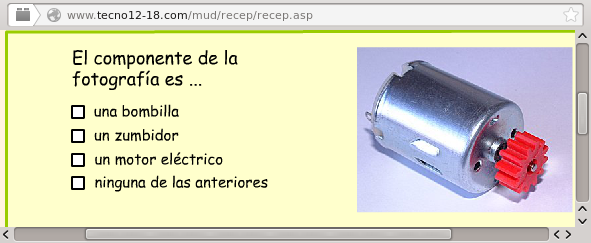 www.tecno12-18.com/mud/recep/recep.asp
El componente de la
fotografía es ...
una bombilla
un zumbidor
un motor eléctrico
ninguna de las anteriores